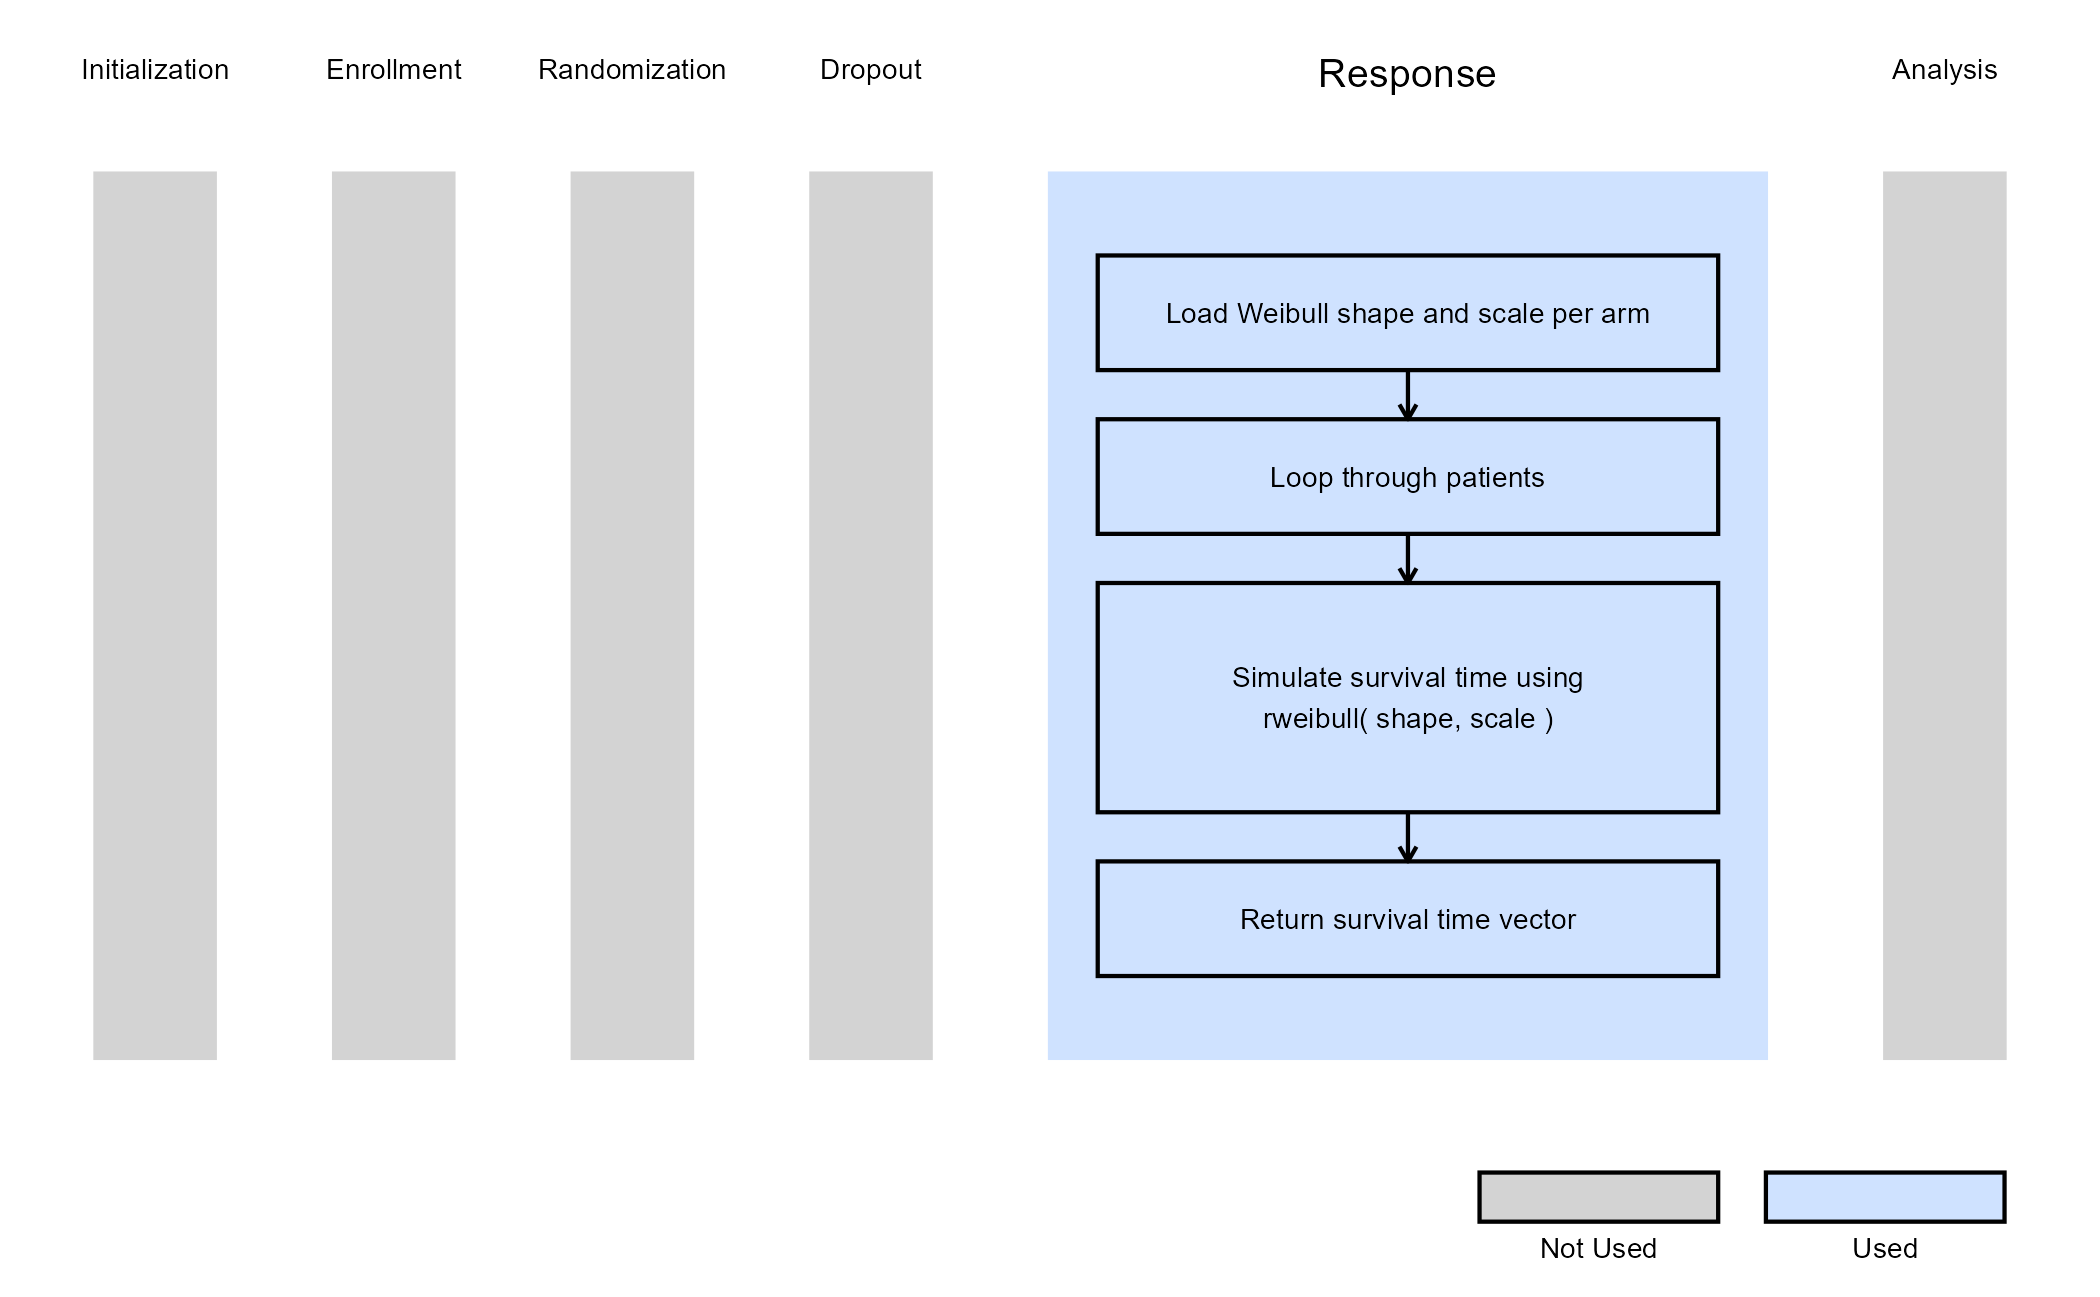 Initialization
Enrollment
Randomization
Dropout
Response
Analysis
Load Weibull shape and scale per arm
Loop through patients
Simulate survival time using
rweibull( shape, scale )
Return survival time vector
Not Used
Used